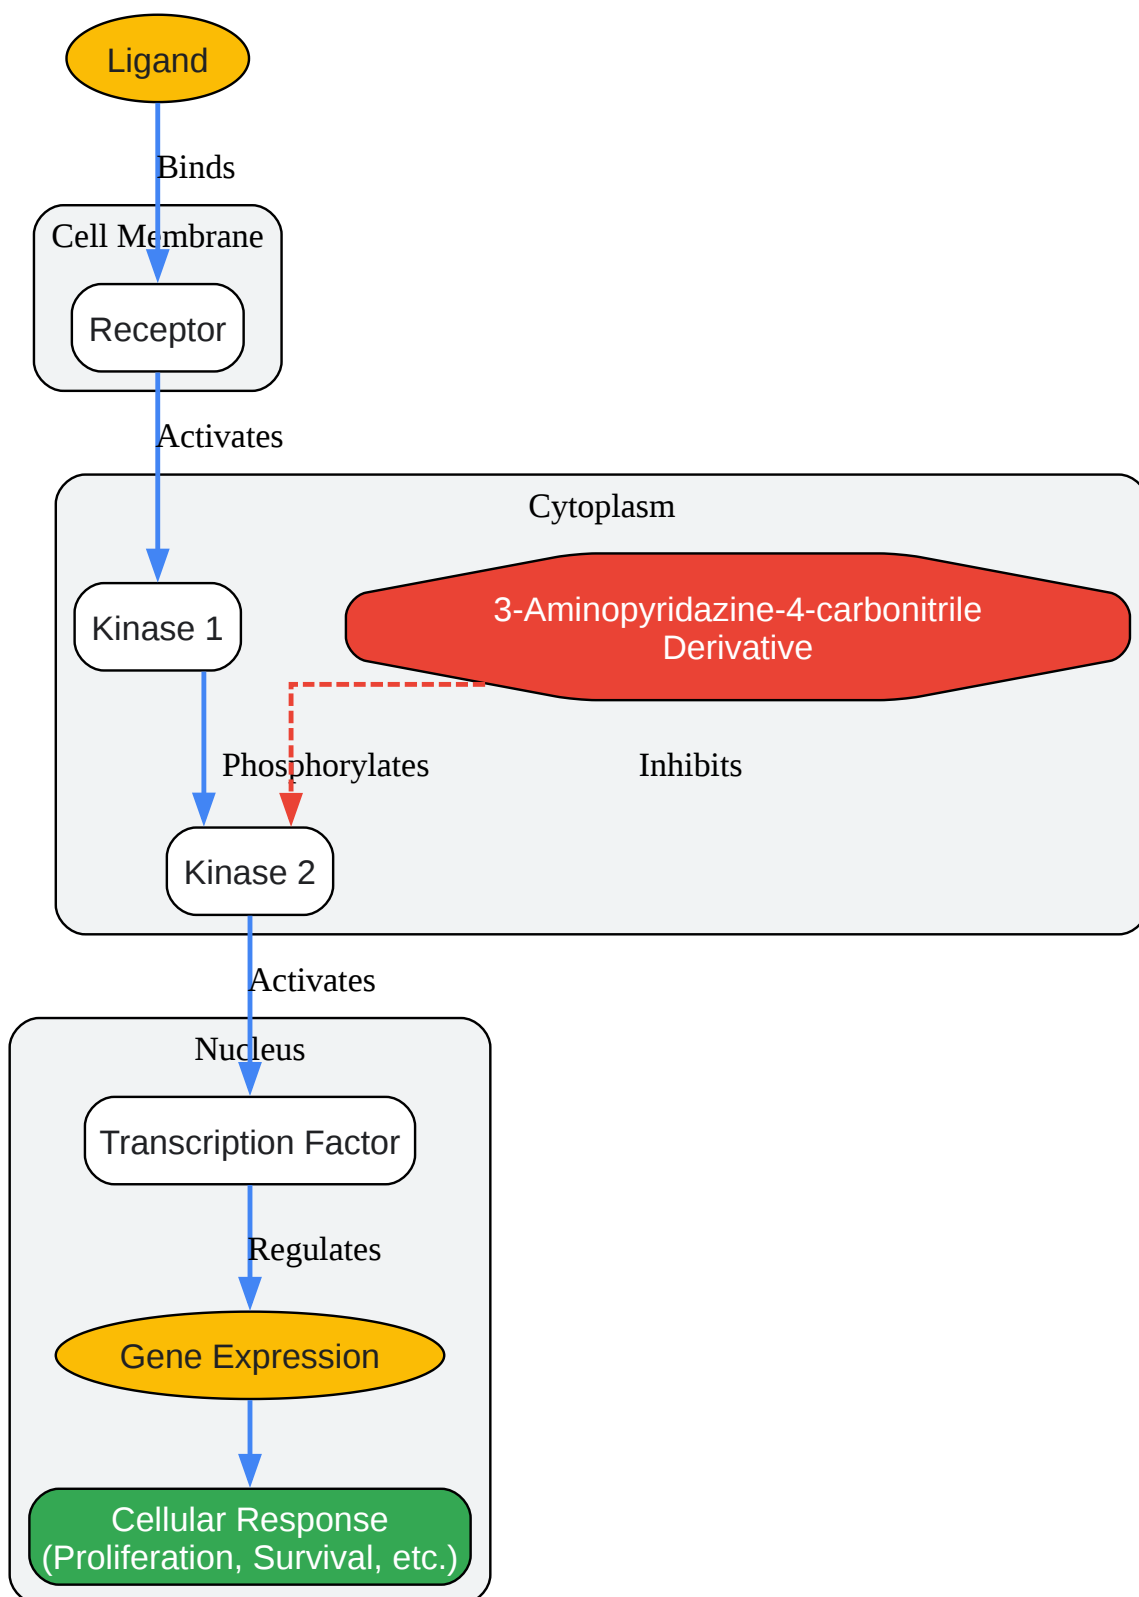 Ligand
Binds
Cell Membrane
Receptor
Activates
Cytoplasm
3-Aminopyridazine-4-carbonitrile
Derivative
Kinase 1
Phosphorylates
Inhibits
Kinase 2
Activates
Nucleus
Transcription Factor
Regulates
Gene Expression
Cellular Response
(Proliferation, Survival, etc.)